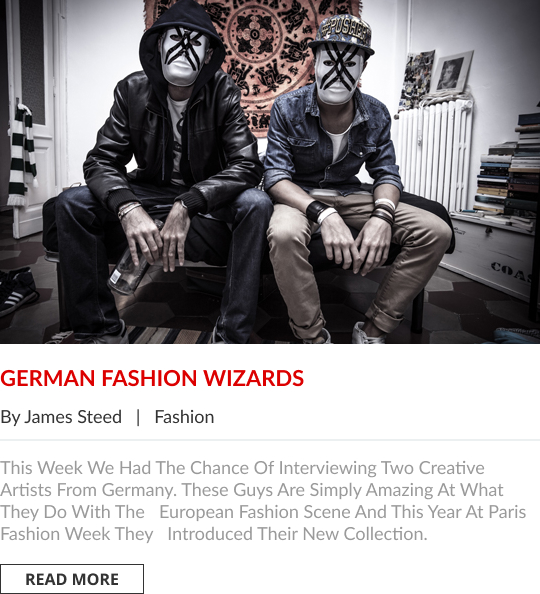 #PUSHER
COAS
GERMAN FASHION WIZARDS
By James Steed | Fashion
This Week We Had The Chance Of Interviewing Two Creative
Artists From Germany. These Guys Are Simply Amazing At What
They Do With The European Fashion Scene And This Year At Paris
Fashion Week They Introduced Their New Collection.
READ MORE